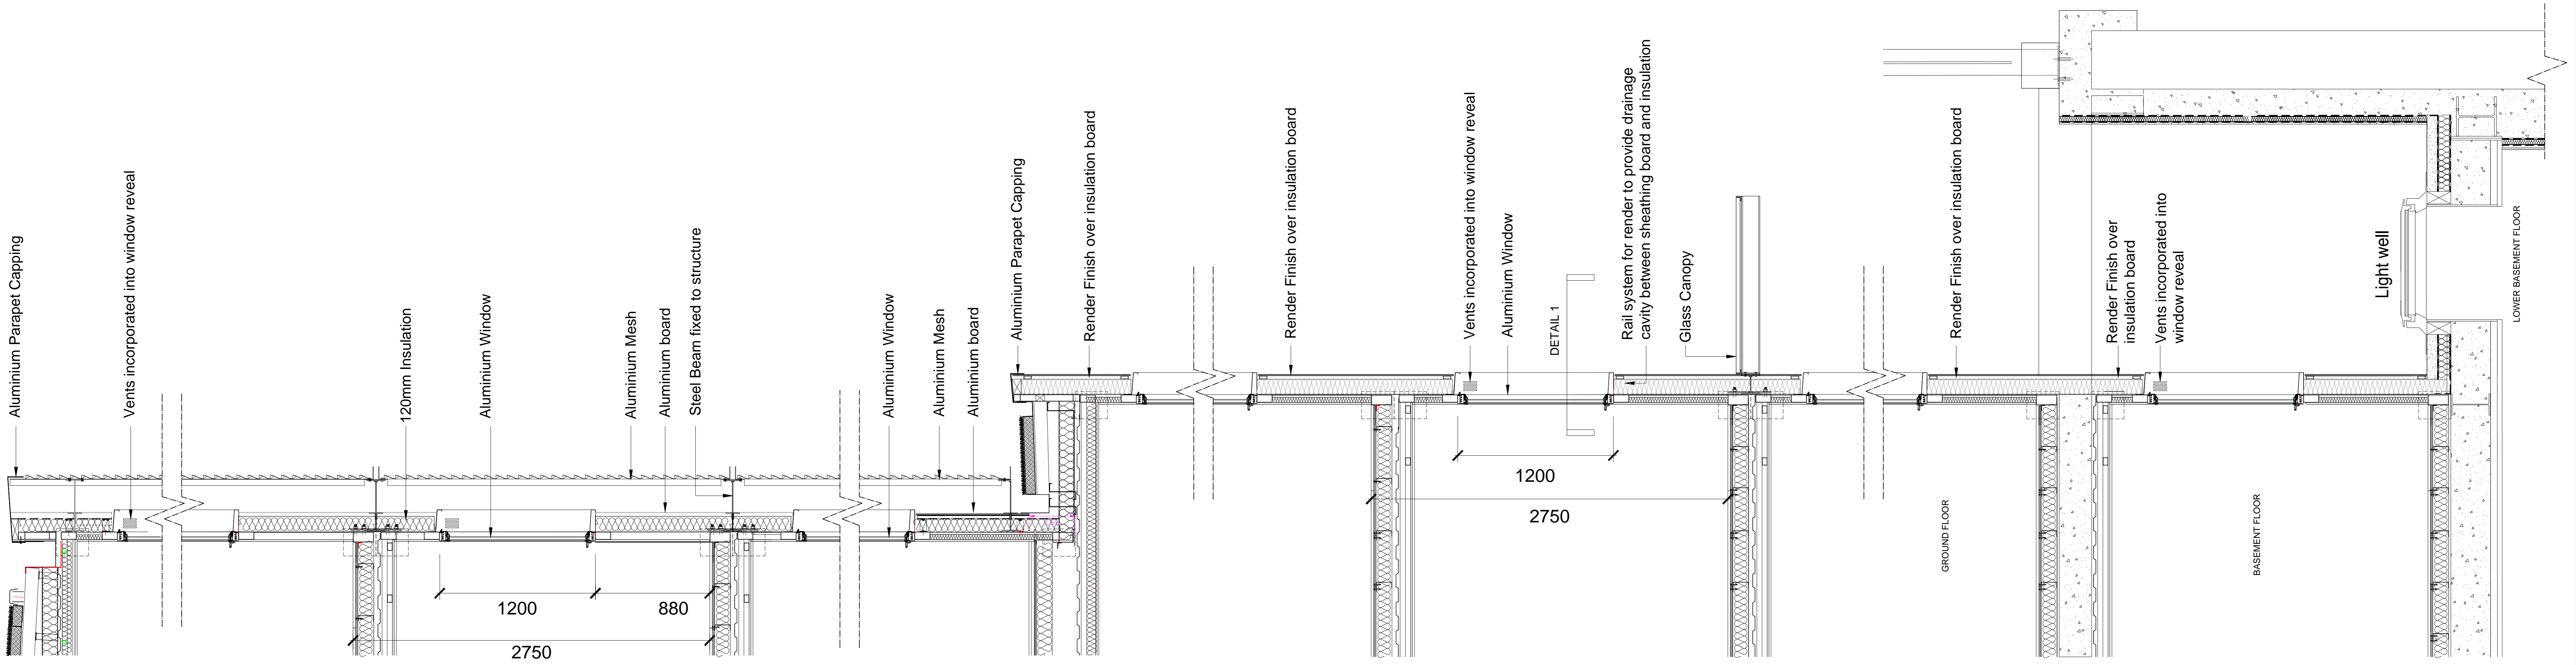 Aluminium Parapet Capping
Vents incorporated into window reveal
120mm Insulation
Aluminium Window
Aluminium Mesh
Aluminium board
Steel Beam fixed to structure
Aluminium Window
Aluminium Mesh
Aluminium board
Aluminium Parapet Capping
Render Finish over insulation board
Render Finish over insulation board
Vents incorporated into window reveal
Aluminium Window
DETAIL 1
Rail system for render to provide drainage
cavity between sheathing board and insulation
Glass Canopy
Render Finish over insulation board
Render Finish over
insulation board
Vents incorporated into
window reveal
Light well
LOWER BASEMENT FLOOR
GROUND FLOOR
BASEMENT FLOOR
1200
880
2750
1200
2750